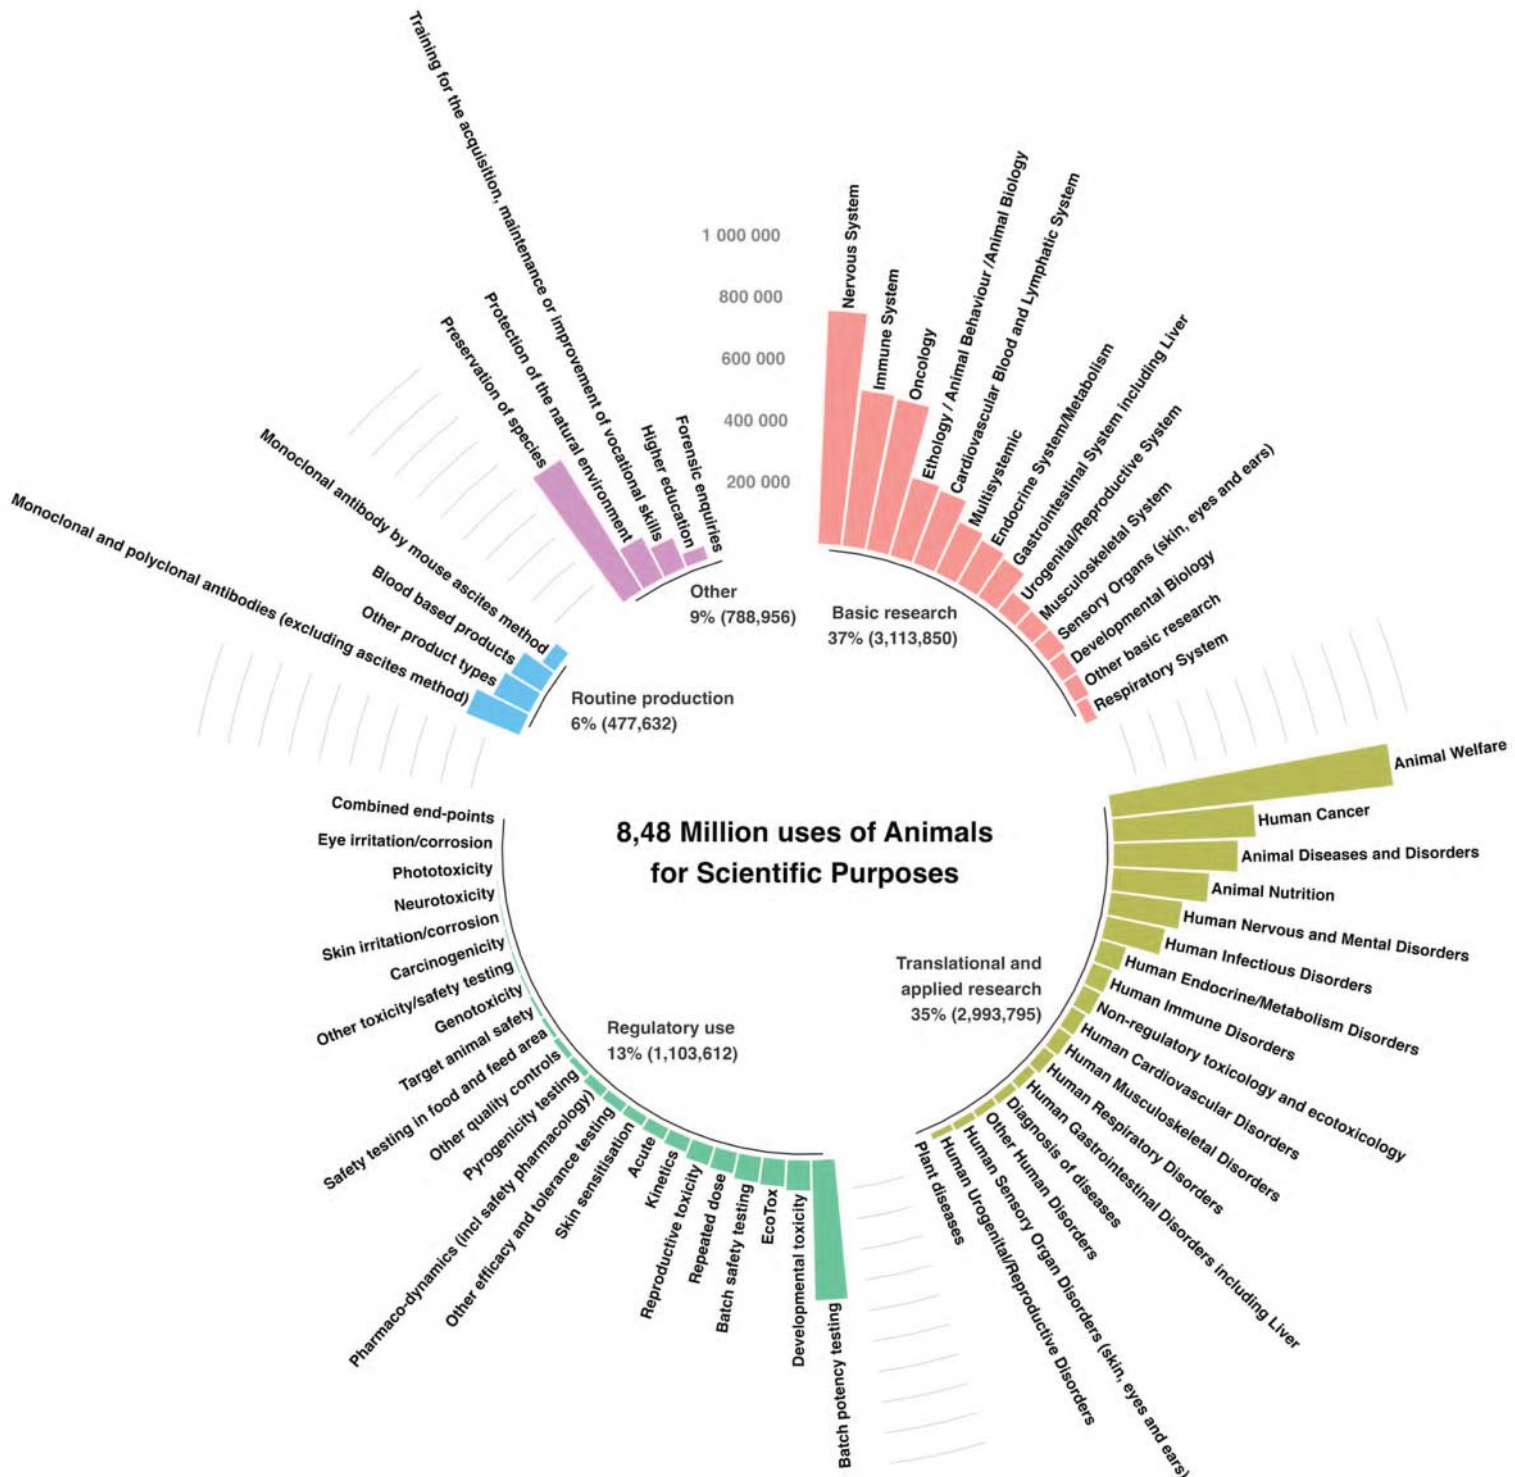 Training for the acquisition, maintenance or improvement of vocational skills
Protection of the natural environment
Preservation of species
Higher education
Forensic enquiries
Other
9% (788,956)
1 000 000
800 000
600 000
400 000
200 000
Nervous System
Immune System
Oncology
Ethology / Animal Behaviour /Animal Biology
Cardiovascular Blood and Lymphatic System
Multisystemic
Endocrine System/Metabolism
Gastrointestinal System including Liver
Urogenital/Reproductive System
Musculoskeletal System
Sensory Organs (skin, eyes and ears)
Developmental Biology
Other basic research
Respiratory System
Basic research
37% (3,113,850)
Monoclonal antibody by mouse ascites method
Blood based products
Other product types
Monoclonal and polyclonal antibodies (excluding ascites method)
Routine production
6% (477,632)
8,48 Million uses of Animals
for Scientific Purposes
Animal Welfare
Human Cancer
Animal Diseases and Disorders
Animal Nutrition
Human Nervous and Mental Disorders
Human Infectious Disorders
Human Endocrine/Metabolism Disorders
Human Immune Disorders
Non-regulatory toxicology and ecotoxicology
Human Cardiovascular Disorders
Human Musculoskeletal Disorders
Human Respiratory Disorders
Human Gastrointestinal Disorders including Liver
Diagnosis of diseases
Other Human Disorders
Human Sensory Organ Disorders (skin, eyes and ears)
Human Urogenital/Reproductive Disorders
Plant diseases
Translational and
applied research
35% (2,993,795)
Combined end-points
Eye irritation/corrosion
Phototoxicity
Neurotoxicity
Skin irritation/corrosion
Carcinogenicity
Other toxicity/safety testing
Genotoxicity
Target animal safety
Safety testing in food and feed area
Other quality controls
Pyrogenicity testing
Pharmaco-dynamics (incl safety pharmacology)
Other efficacy and tolerance testing
Skin sensitisation
Acute
Kinetics
Reproductive toxicity
Repeated dose
Batch safety testing
EcoTox
Developmental toxicity
Batch potency testing
Regulatory use
13% (1,103,612)